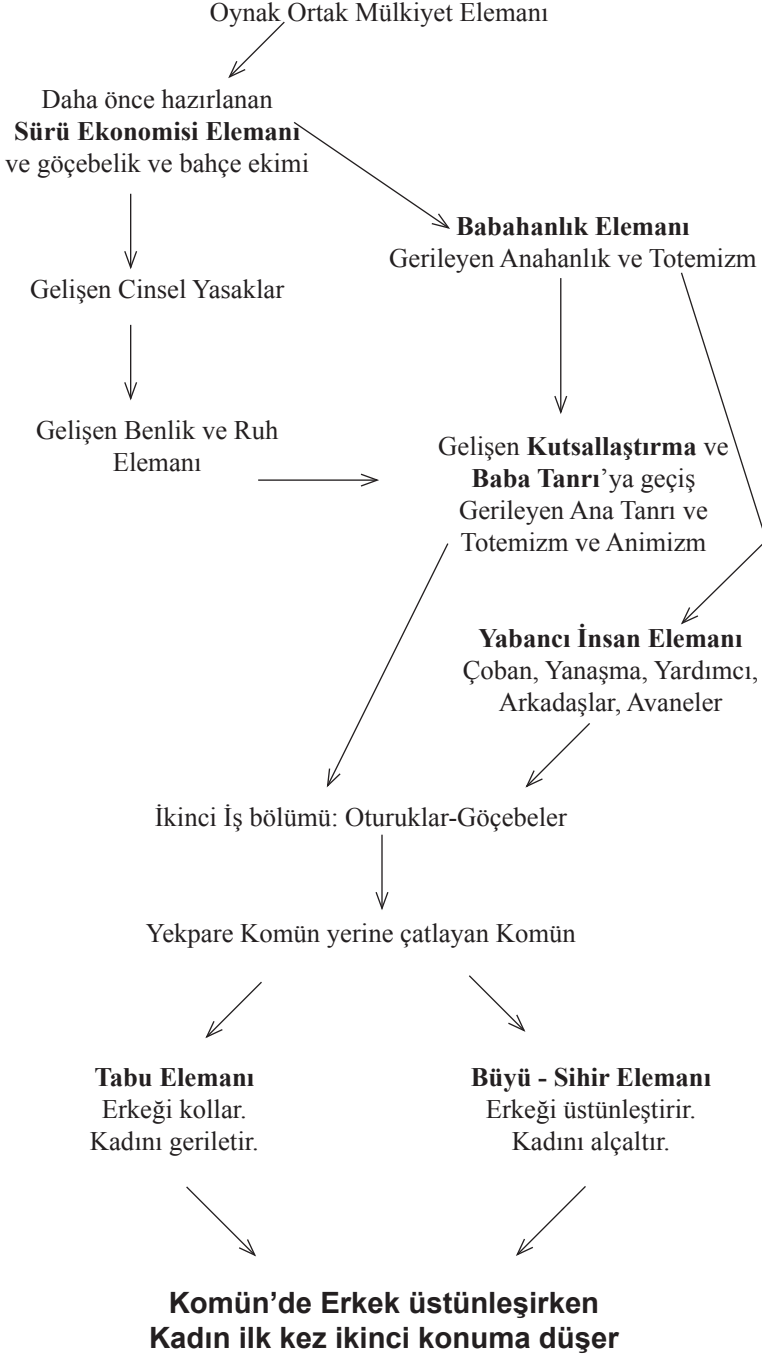 Oynak Ortak Mülkiyet Elemanı
Daha önce hazırlanan
Sürü Ekonomisi Elemanı
ve göçebelik ve bahçe ekimi
Babahanlık Elemanı
Gerileyen Anahanlık ve Totemizm
Gelişen Cinsel Yasaklar
Gelişen Benlik ve Ruh
Elemanı
Gelişen Kutsallaştırma ve
Baba Tanrı’ya geçiş
Gerileyen Ana Tanrı ve
Totemizm ve Animizm
Yabancı İnsan Elemanı
Çoban, Yanaşma, Yardımcı,
Arkadaşlar, Avaneler
İkinci İş bölümü: Oturuklar-Göçebeler
Yekpare Komün yerine çatlayan Komün
Tabu Elemanı
Erkeği kollar.
Kadını geriletir.
Büyü - Sihir Elemanı
Erkeği üstünleştirir.
Kadını alçaltır.
Komün’de Erkek üstünleşirken
Kadın ilk kez ikinci konuma düşer